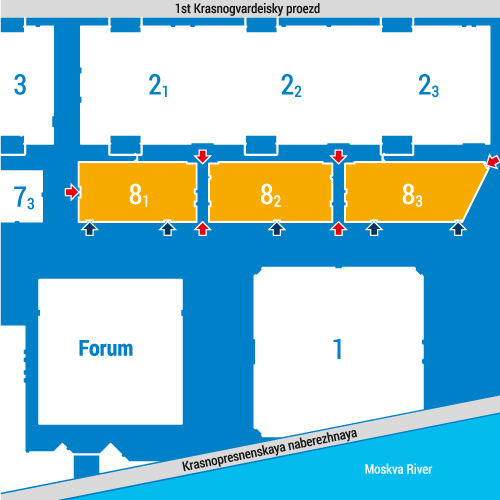 1st Krasnogvardeisky proezd
3
2₁
2₂
2₃
7₃
8₁
8₂
8₃
Forum
1
Krasnopresnenskaya naberezhnaya
Moskva River